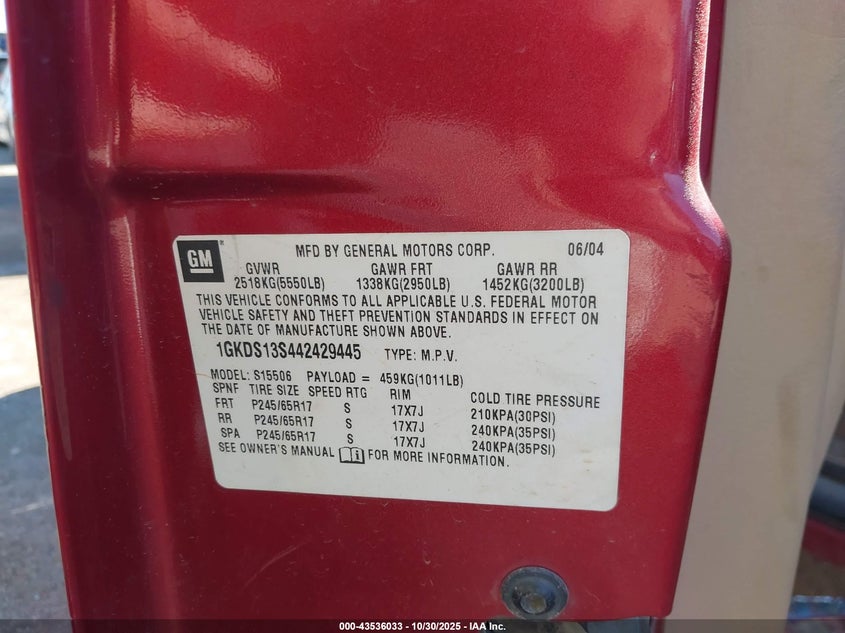 GM
MFD BY GENERAL MOTORS CORP. 06/04
GVWR GAWR FRT GAWR RR
2518KG(5550LB) 1338KG(2950LB) 1452KG(3200LB)
THIS VEHICLE CONFORMS TO ALL APPLICABLE U.S. FEDERAL MOTOR
VEHICLE SAFETY AND THEFT PREVENTION STANDARDS IN EFFECT ON
THE DATE OF MANUFACTURE SHOWN ABOVE.
1GKDS13S442429445 TYPE: M.P.V.
MODEL: S15506 PAYLOAD = 459KG(1011LB)
SPNF TIRE SIZE SPEED RTG RIM COLD TIRE PRESSURE
FRT P245/65R17 S 17X7J 210KPA(30PSI)
RR P245/65R17 S 17X7J 240KPA(35PSI)
SPA P245/65R17 S 17X7J 240KPA(35PSI)
SEE OWNER'S MANUAL FOR MORE INFORMATION.
000-43536033 - 10/30/2025 - IAA Inc.